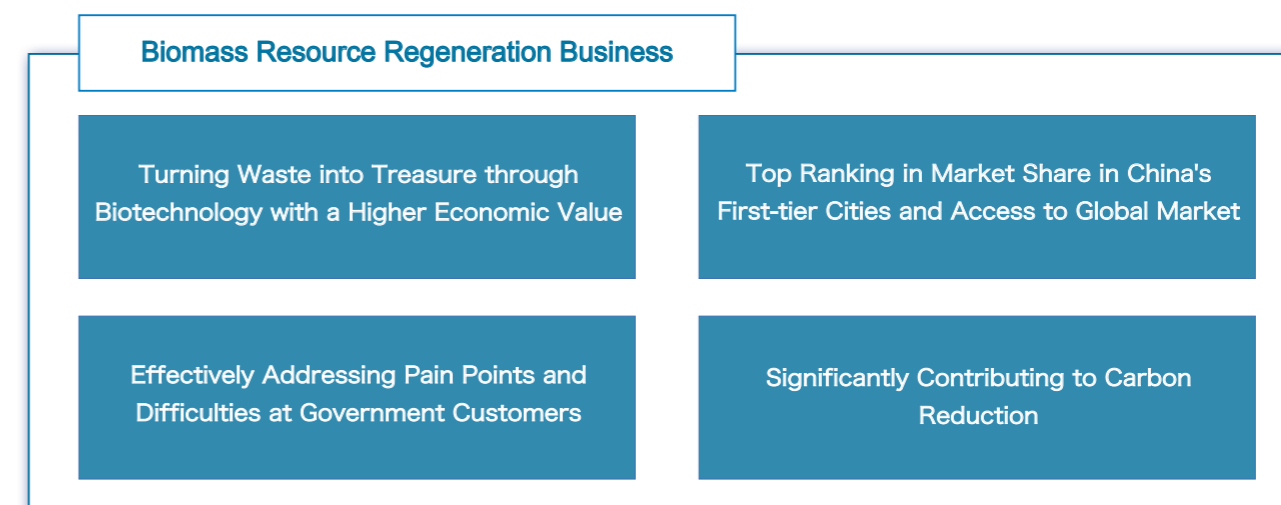 Biomass Resource Regeneration Business
Turning Waste into Treasure through
Biotechnology with a Higher Economic Value
Top Ranking in Market Share in China's
First-tier Cities and Access to Global Market
Effectively Addressing Pain Points and
Difficulties at Government Customers
Significantly Contributing to Carbon
Reduction